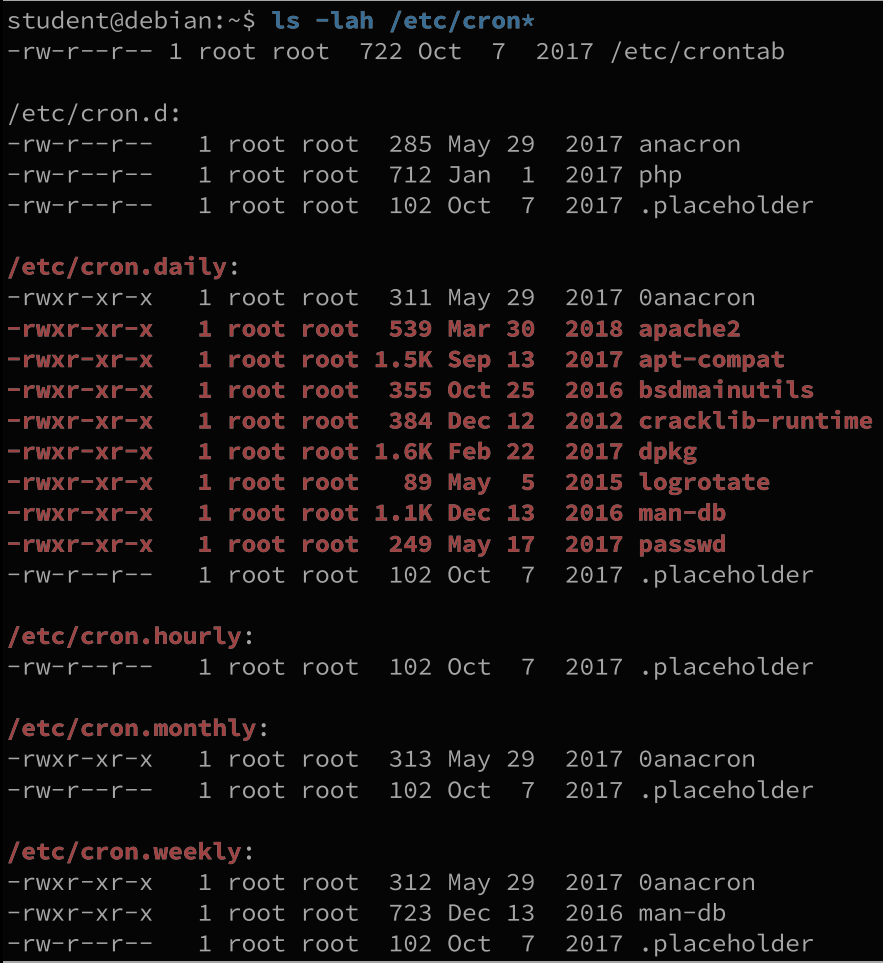 student@debian:~$ ls -lah /etc/cron*
-rw-r--r-- 1 root root  722 Oct  7  2017 /etc/crontab

/etc/cron.d:
-rw-r--r--   1 root root  285 May 29  2017 anacron
-rw-r--r--   1 root root  712 Jan  1  2017 php
-rw-r--r--   1 root root  102 Oct  7  2017 .placeholder

/etc/cron.daily:
-rwxr-xr-x   1 root root  311 May 29  2017 0anacron
-rwxr-xr-x   1 root root  539 Mar 30  2018 apache2
-rwxr-xr-x   1 root root 1.5K Sep 13  2017 apt-compat
-rwxr-xr-x   1 root root  355 Oct 25  2016 bsdmainutils
-rwxr-xr-x   1 root root  384 Dec 12  2012 cracklib-runtime
-rwxr-xr-x   1 root root 1.6K Feb 22  2017 dpkg
-rwxr-xr-x   1 root root   89 May  5  2015 logrotate
-rwxr-xr-x   1 root root 1.1K Dec 13  2016 man-db
-rwxr-xr-x   1 root root  249 May 17  2017 passwd
-rw-r--r--   1 root root  102 Oct  7  2017 .placeholder

/etc/cron.hourly:
-rw-r--r--   1 root root  102 Oct  7  2017 .placeholder

/etc/cron.monthly:
-rwxr-xr-x   1 root root  313 May 29  2017 0anacron
-rw-r--r--   1 root root  102 Oct  7  2017 .placeholder

/etc/cron.weekly:
-rwxr-xr-x   1 root root  312 May 29  2017 0anacron
-rwxr-xr-x   1 root root  723 Dec 13  2016 man-db
-rw-r--r--   1 root root  102 Oct  7  2017 .placeholder